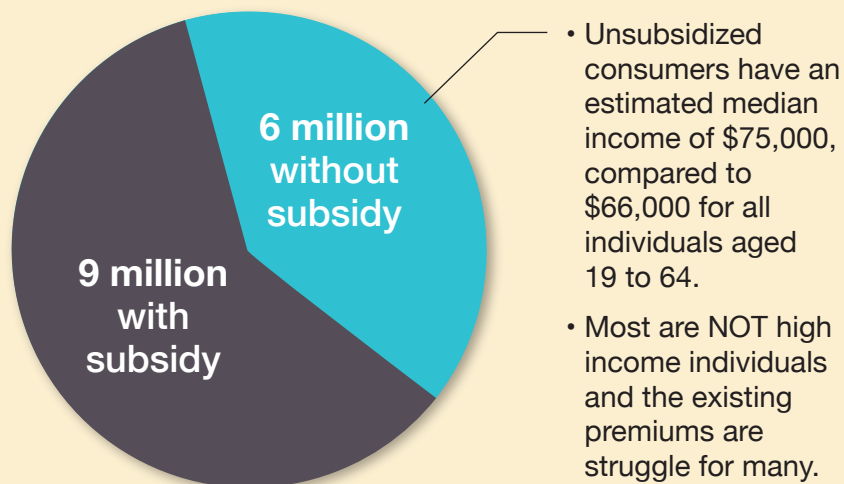 6 million
without
subsidy
9 million
with
subsidy
• Unsubsidized
consumers have an
estimated median
income of $75,000,
compared to
$66,000 for all
individuals aged
19 to 64.
• Most are NOT high
income individuals
and the existing
premiums are
struggle for many.